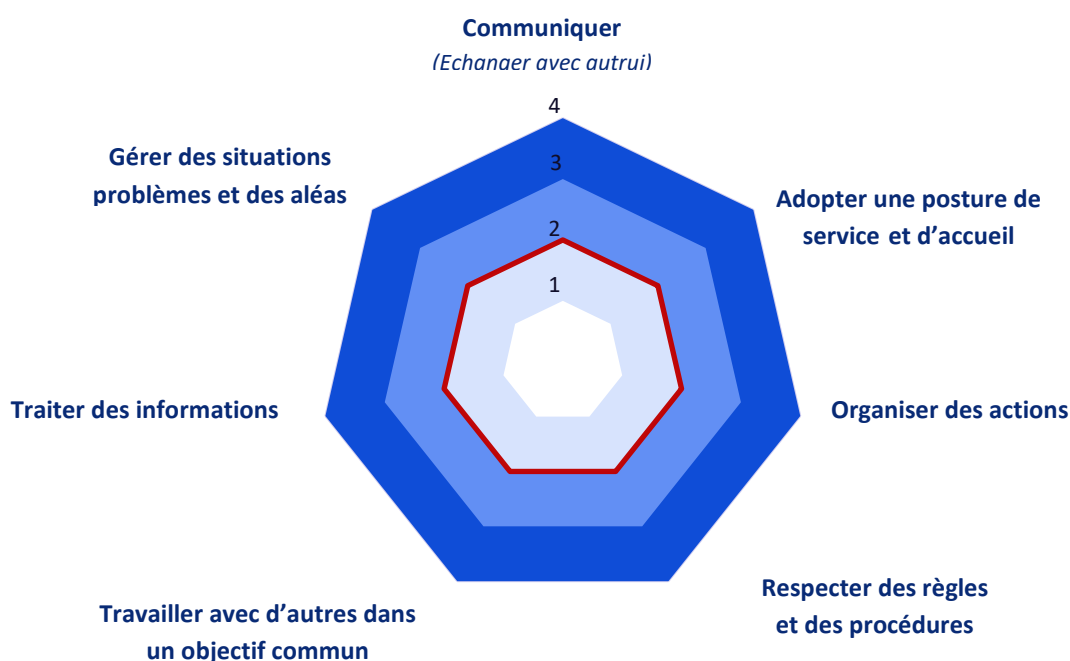 Communiquer
(Echanger avec autrui)
4
3
2
1
Adopter une posture de
service et d'accueil
Organiser des actions
Respecter des règles
et des procédures
Travailler avec d'autres dans
un objectif commun
Traiter des informations
Gérer des situations
problèmes et des aléas